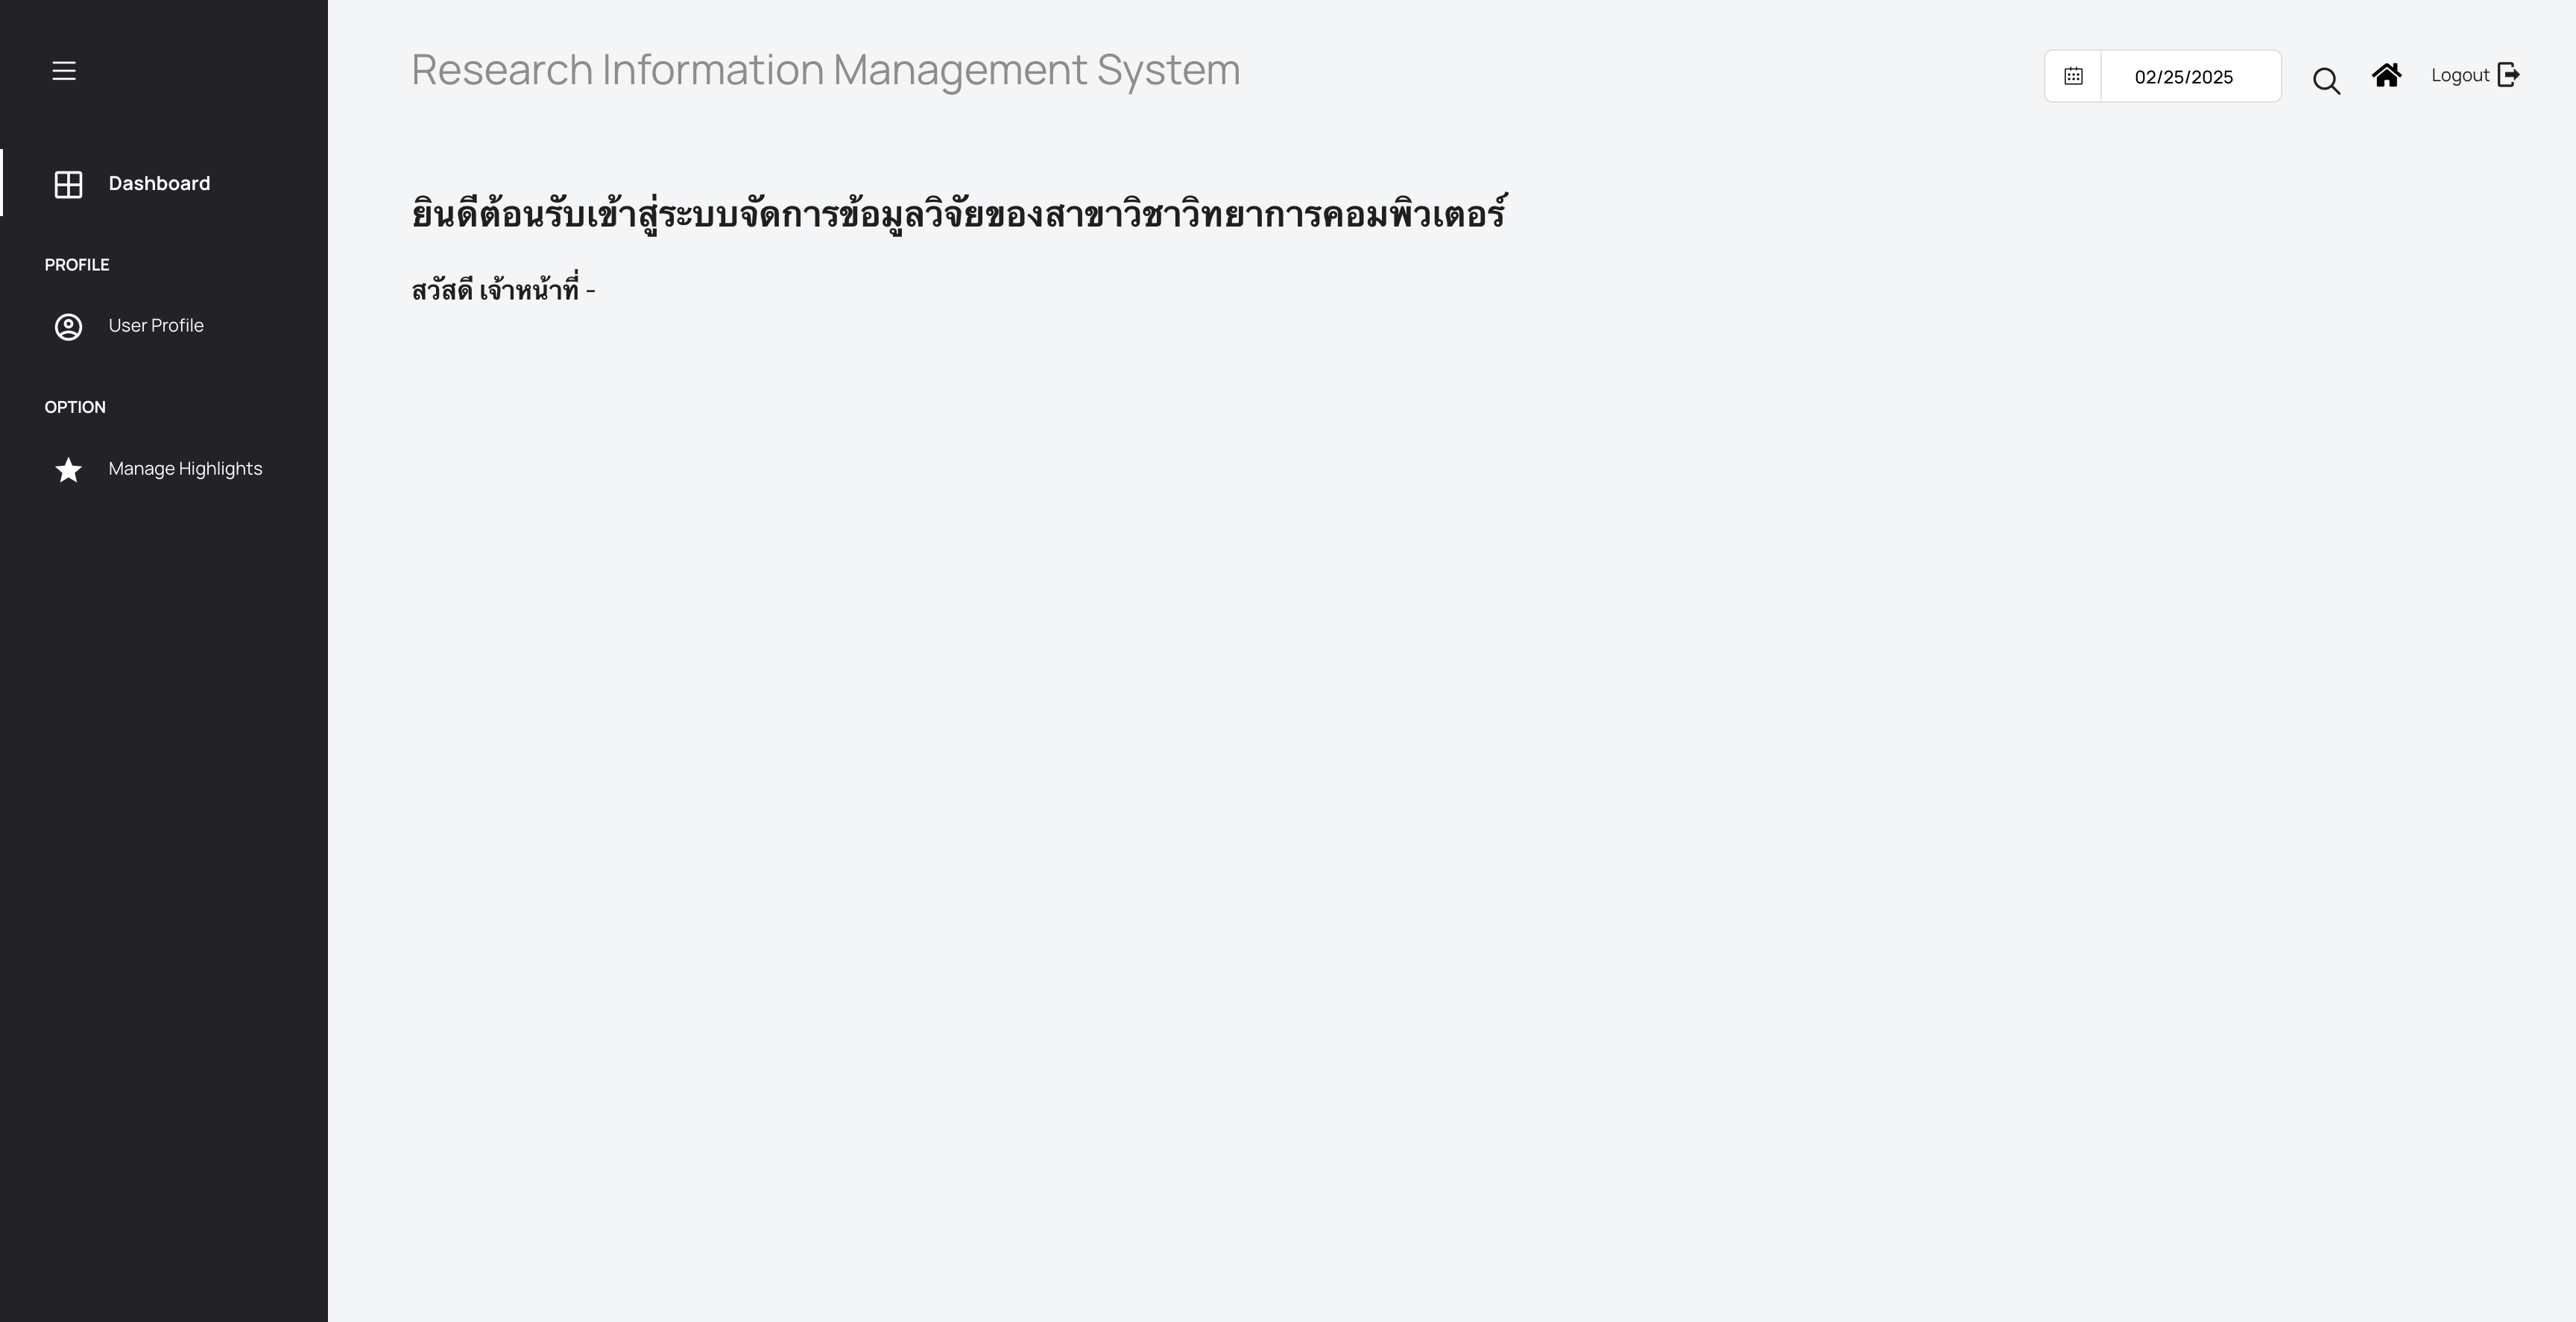 Research Information Management System
02/25/2025
Logout
Dashboard
PROFILE
User Profile
OPTION
Manage Highlights
ยินดีต้อนรับเข้าสู่ระบบจัดการข้อมูลวิจัยของสาขาวิชาวิทยาการคอมพิวเตอร์
สวัสดี เจ้าหน้าที่ -